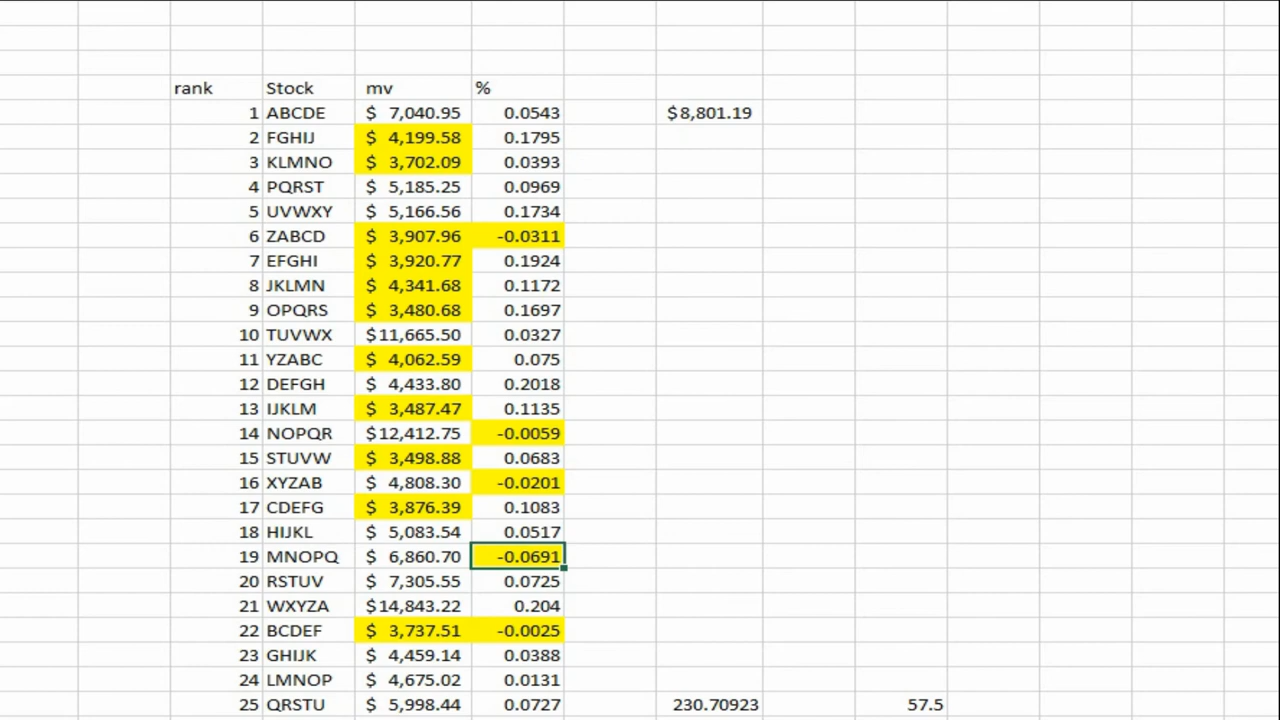 rank Stock mv %
1 ABCDE $ 7,040.95 0.0543 $8,801.19
2 FGHIJ $ 4,199.58 0.1795
3 KLMNO $ 3,702.09 0.0393
4 PQRST $ 5,185.25 0.0969
5 UVWXY $ 5,166.56 0.1734
6 ZABCD $ 3,907.96 -0.0311
7 EFGHI $ 3,920.77 0.1924
8 JKLMN $ 4,341.68 0.1172
9 OPQRS $ 3,480.68 0.1697
10 TUVWX $11,665.50 0.0327
11 YZABC $ 4,062.59 0.075
12 DEFGH $ 4,433.80 0.2018
13 IJKLM $ 3,487.47 0.1135
14 NOPQR $12,412.75 -0.0059
15 STUVW $ 3,498.88 0.0683
16 XYZAB $ 4,808.30 -0.0201
17 CDEFG $ 3,876.39 0.1083
18 HIJKL $ 5,083.54 0.0517
19 MNOPQ $ 6,860.70 -0.0691
20 RSTUV $ 7,305.55 0.0725
21 WXYZA $14,843.22 0.204
22 BCDEF $ 3,737.51 -0.0025
23 GHIJK $ 4,459.14 0.0388
24 LMNOP $ 4,675.02 0.0131
25 QRSTU $ 5,998.44 0.0727 230.70923 57.5